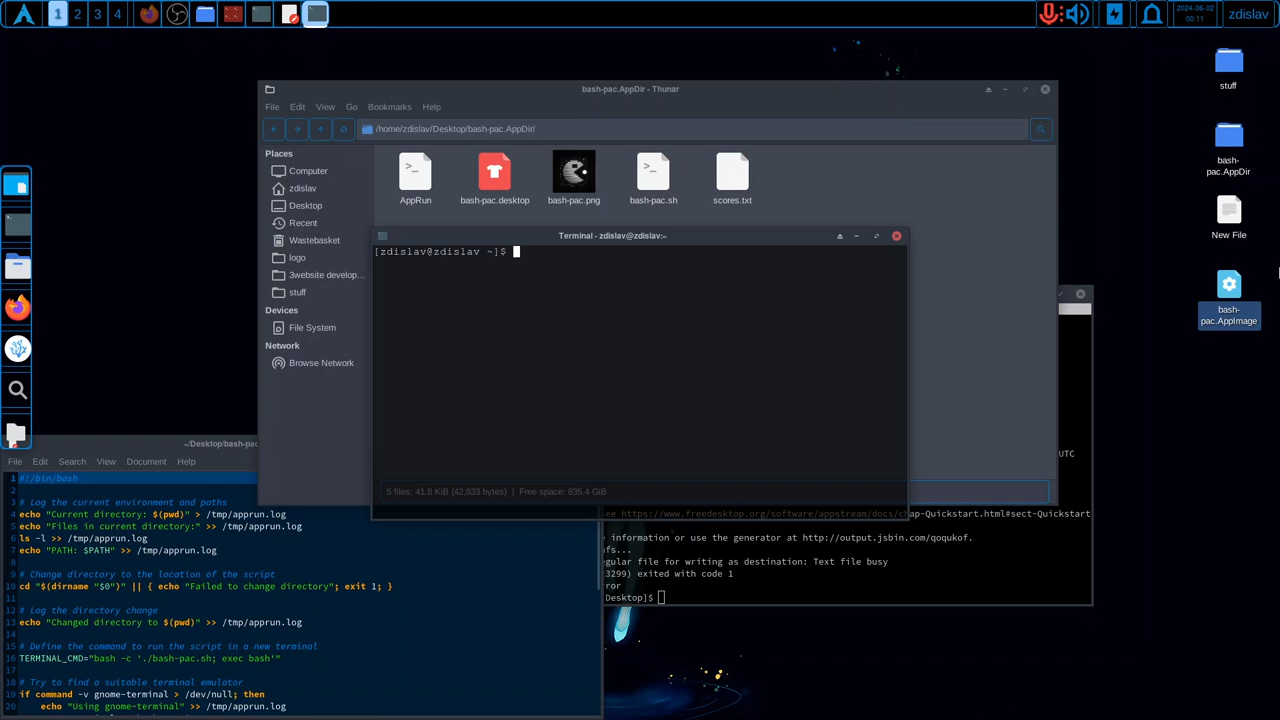 1 2 3 4
2024-06-02
00:11
zdislav
stuff
bash-
pac.AppDir
New File
bash-
pac.AppImage
bash-pac.AppDir - Thunar
File Edit View Go Bookmarks Help
/home/zdislav/Desktop/bash-pac.AppDir/
Places
Computer
zdislav
Desktop
Recent
Wastebasket
logo
3website develop...
stuff
Devices
File System
Network
Browse Network
AppRun
bash-pac.desktop
bash-pac.png
bash-pac.sh
scores.txt
5 files: 41.8 KiB (42,833 bytes) | Free space: 835.4 GiB
Terminal - zdislav@zdislav:~
[zdislav@zdislav ~]$
~/Desktop/bash-pac
File Edit Search View Document Help
1 #!/bin/bash
2
3 # Log the current environment and paths
4 echo "Current directory: $(pwd)" > /tmp/apprun.log
5 echo "Files in current directory:" >> /tmp/apprun.log
6 ls -l >> /tmp/apprun.log
7 echo "PATH: $PATH" >> /tmp/apprun.log
8
9 # Change directory to the location of the script
10 cd "$(dirname "$0")" || { echo "Failed to change directory"; exit 1; }
11
12 # Log the directory change
13 echo "Changed directory to $(pwd)" >> /tmp/apprun.log
14
15 # Define the command to run the script in a new terminal
16 TERMINAL_CMD="bash -c './bash-pac.sh; exec bash'"
17
18 # Try to find a suitable terminal emulator
19 if command -v gnome-terminal > /dev/null; then
20 echo "Using gnome-terminal" >> /tmp/apprun.log
UTC
ee https://www.freedesktop.org/software/appstream/docs/chap-Quickstart.html#sect-Quickstart
e information or use the generator at http://output.jsbin.com/qoqukof.
nfs...
egular file for writing as destination: Text file busy
3299) exited with code 1
ror
Desktop]$